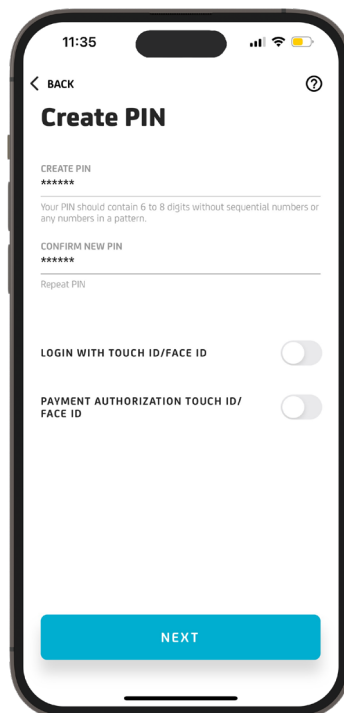 11:35
BACK
Create PIN
CREATE PIN
******
Your PIN should contain 6 to 8 digits without sequential numbers or
any numbers in a pattern.
CONFIRM NEW PIN
******
Repeat PIN
LOGIN WITH TOUCH ID/FACE ID
PAYMENT AUTHORIZATION TOUCH ID/
FACE ID
NEXT